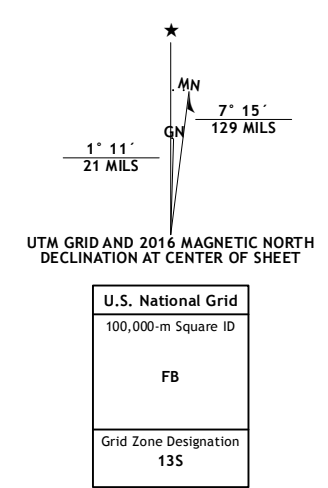 ★
MN
GN
7° 15´
129 MILS
1° 11´
21 MILS
UTM GRID AND 2016 MAGNETIC NORTH
DECLINATION AT CENTER OF SHEET
U.S. National Grid
100,000-m Square ID
FB
Grid Zone Designation
13S